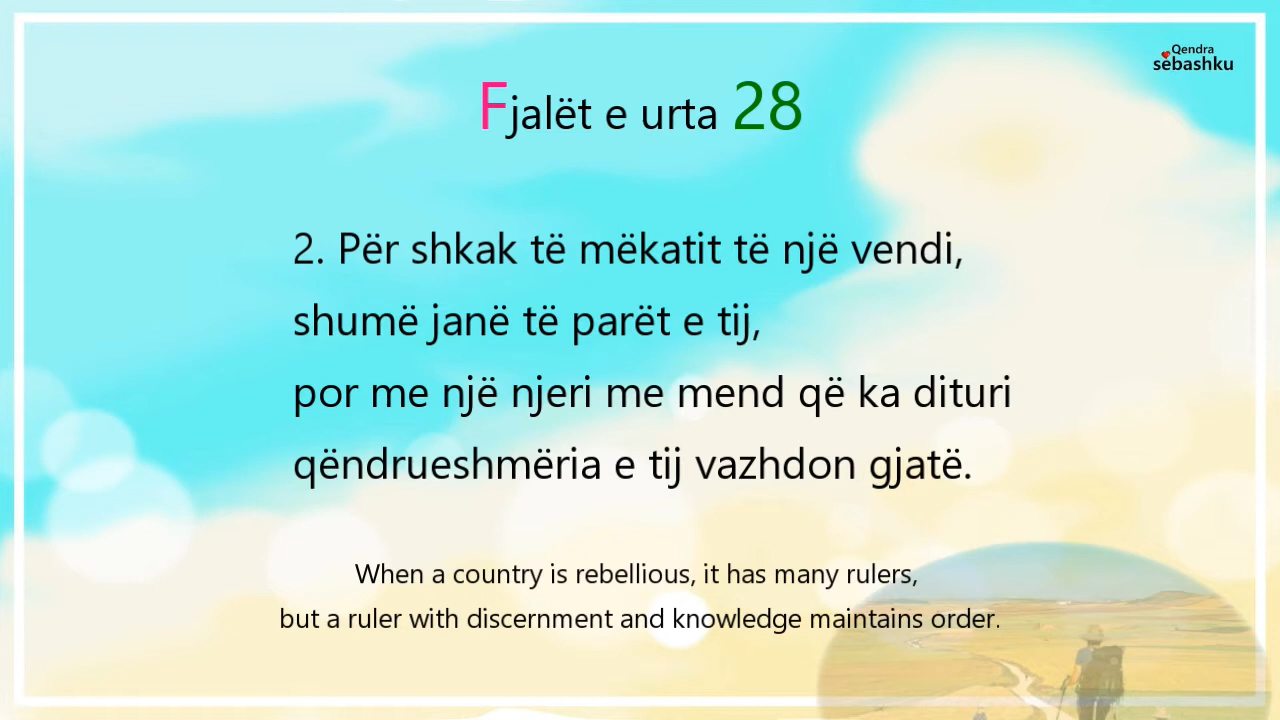 Qendra
sëbashku
Fjalët e urta 28
2. Për shkak të mëkatit të një vendi,
shumë janë të parët e tij,
por me një njeri me mend që ka dituri
qëndrueshmëria e tij vazhdon gjatë.
When a country is rebellious, it has many rulers,
but a ruler with discernment and knowledge maintains order.